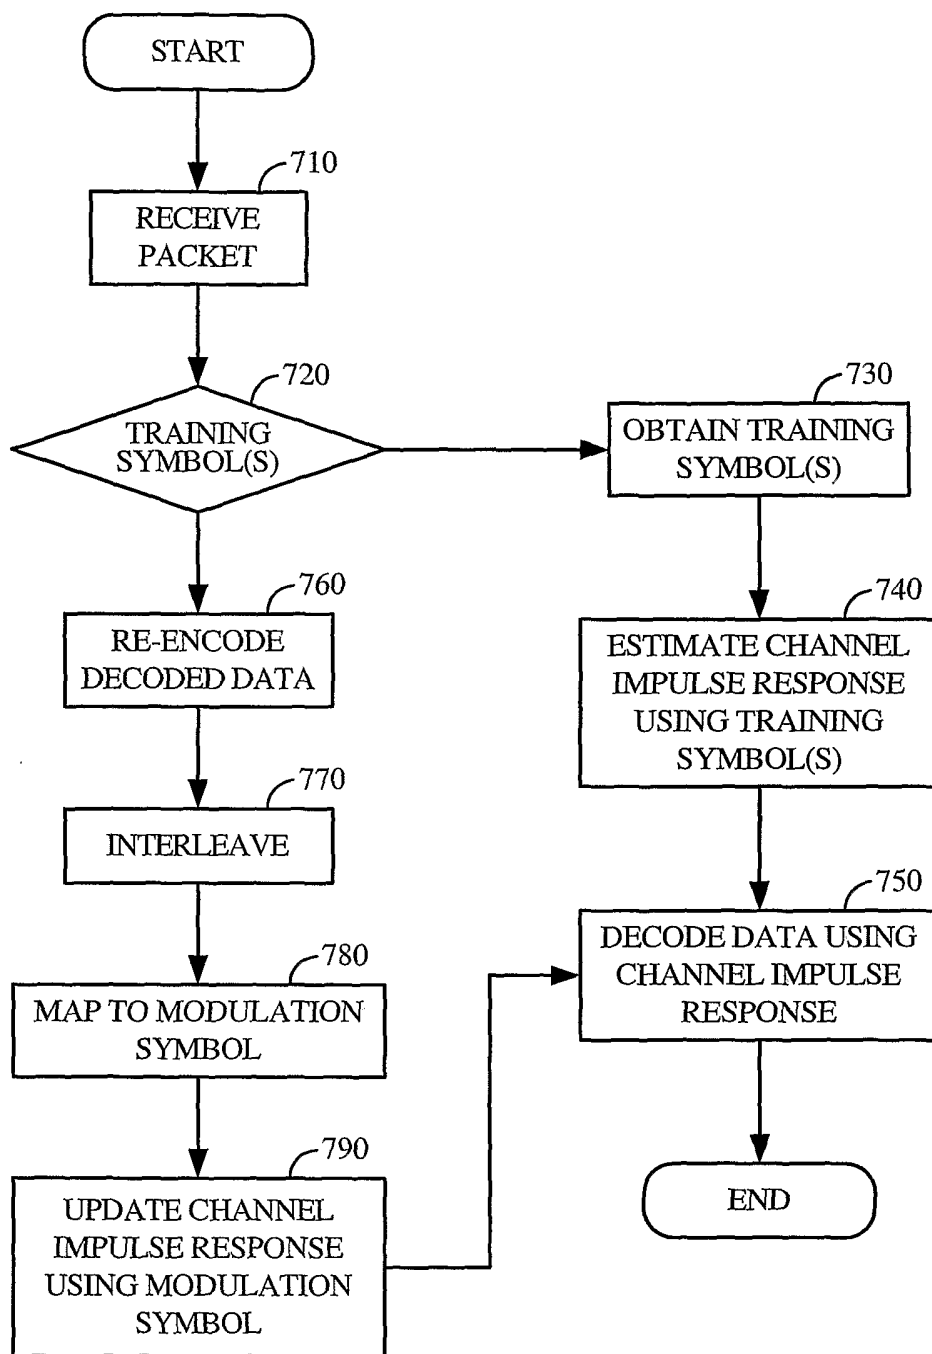 START
710
RECEIVE
PACKET
720
TRAINING
SYMBOL(S)
730
OBTAIN TRAINING
SYMBOL(S)
760
RE-ENCODE
DECODED DATA
740
ESTIMATE CHANNEL
IMPULSE RESPONSE
USING TRAINING
SYMBOL(S)
770
INTERLEAVE
750
DECODE DATA USING
CHANNEL IMPULSE
RESPONSE
780
MAP TO MODULATION
SYMBOL
790
UPDATE CHANNEL
IMPULSE RESPONSE
USING MODULATION
SYMBOL
END